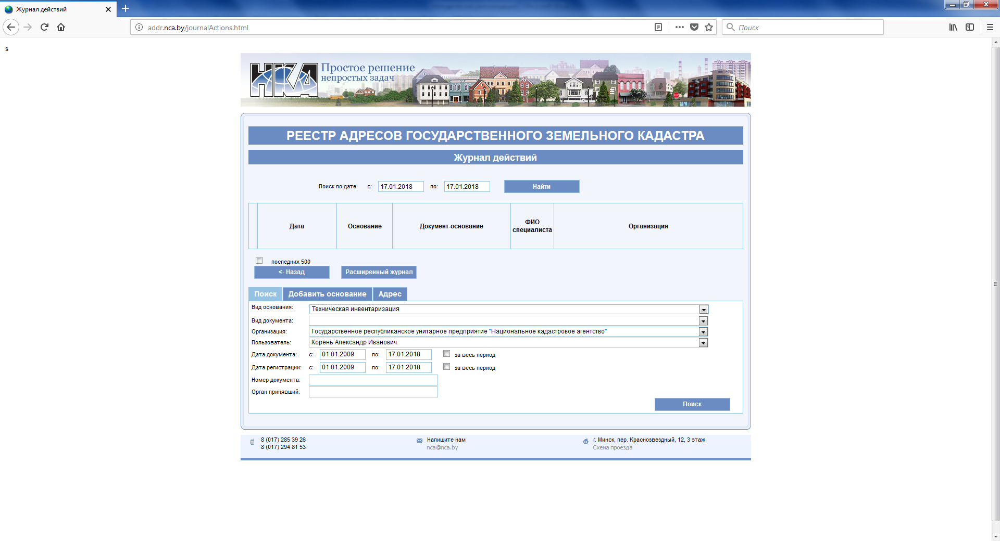 Журнал действий
addr.nca.by/journalActions.html
Поиск
s
НКА
Простое решение
непростых задач
РЕЕСТР АДРЕСОВ ГОСУДАРСТВЕННОГО ЗЕМЕЛЬНОГО КАДАСТРА
Журнал действий
Поиск по дате с: 17.01.2018 по: 17.01.2018 Найти
Дата Основание Документ-основание ФИО специалиста Организация
последних 500
<- Назад Расширенный журнал
Поиск Добавить основание Адрес
Вид основания: Техническая инвентаризация
Вид документа:
Организация: Государственное республиканское унитарное предприятие "Национальное кадастровое агентство"
Пользователь: Корень Александр Иванович
Дата документа: с: 01.01.2009 по: 17.01.2018 за весь период
Дата регистрации: с: 01.01.2009 по: 17.01.2018 за весь период
Номер документа:
Орган принявший:
Поиск
8 (017) 285 39 26 Напишите нам г. Минск, пер. Краснозвездный, 12, 3 этаж
8 (017) 294 81 53 nca@nca.by Схема проезда